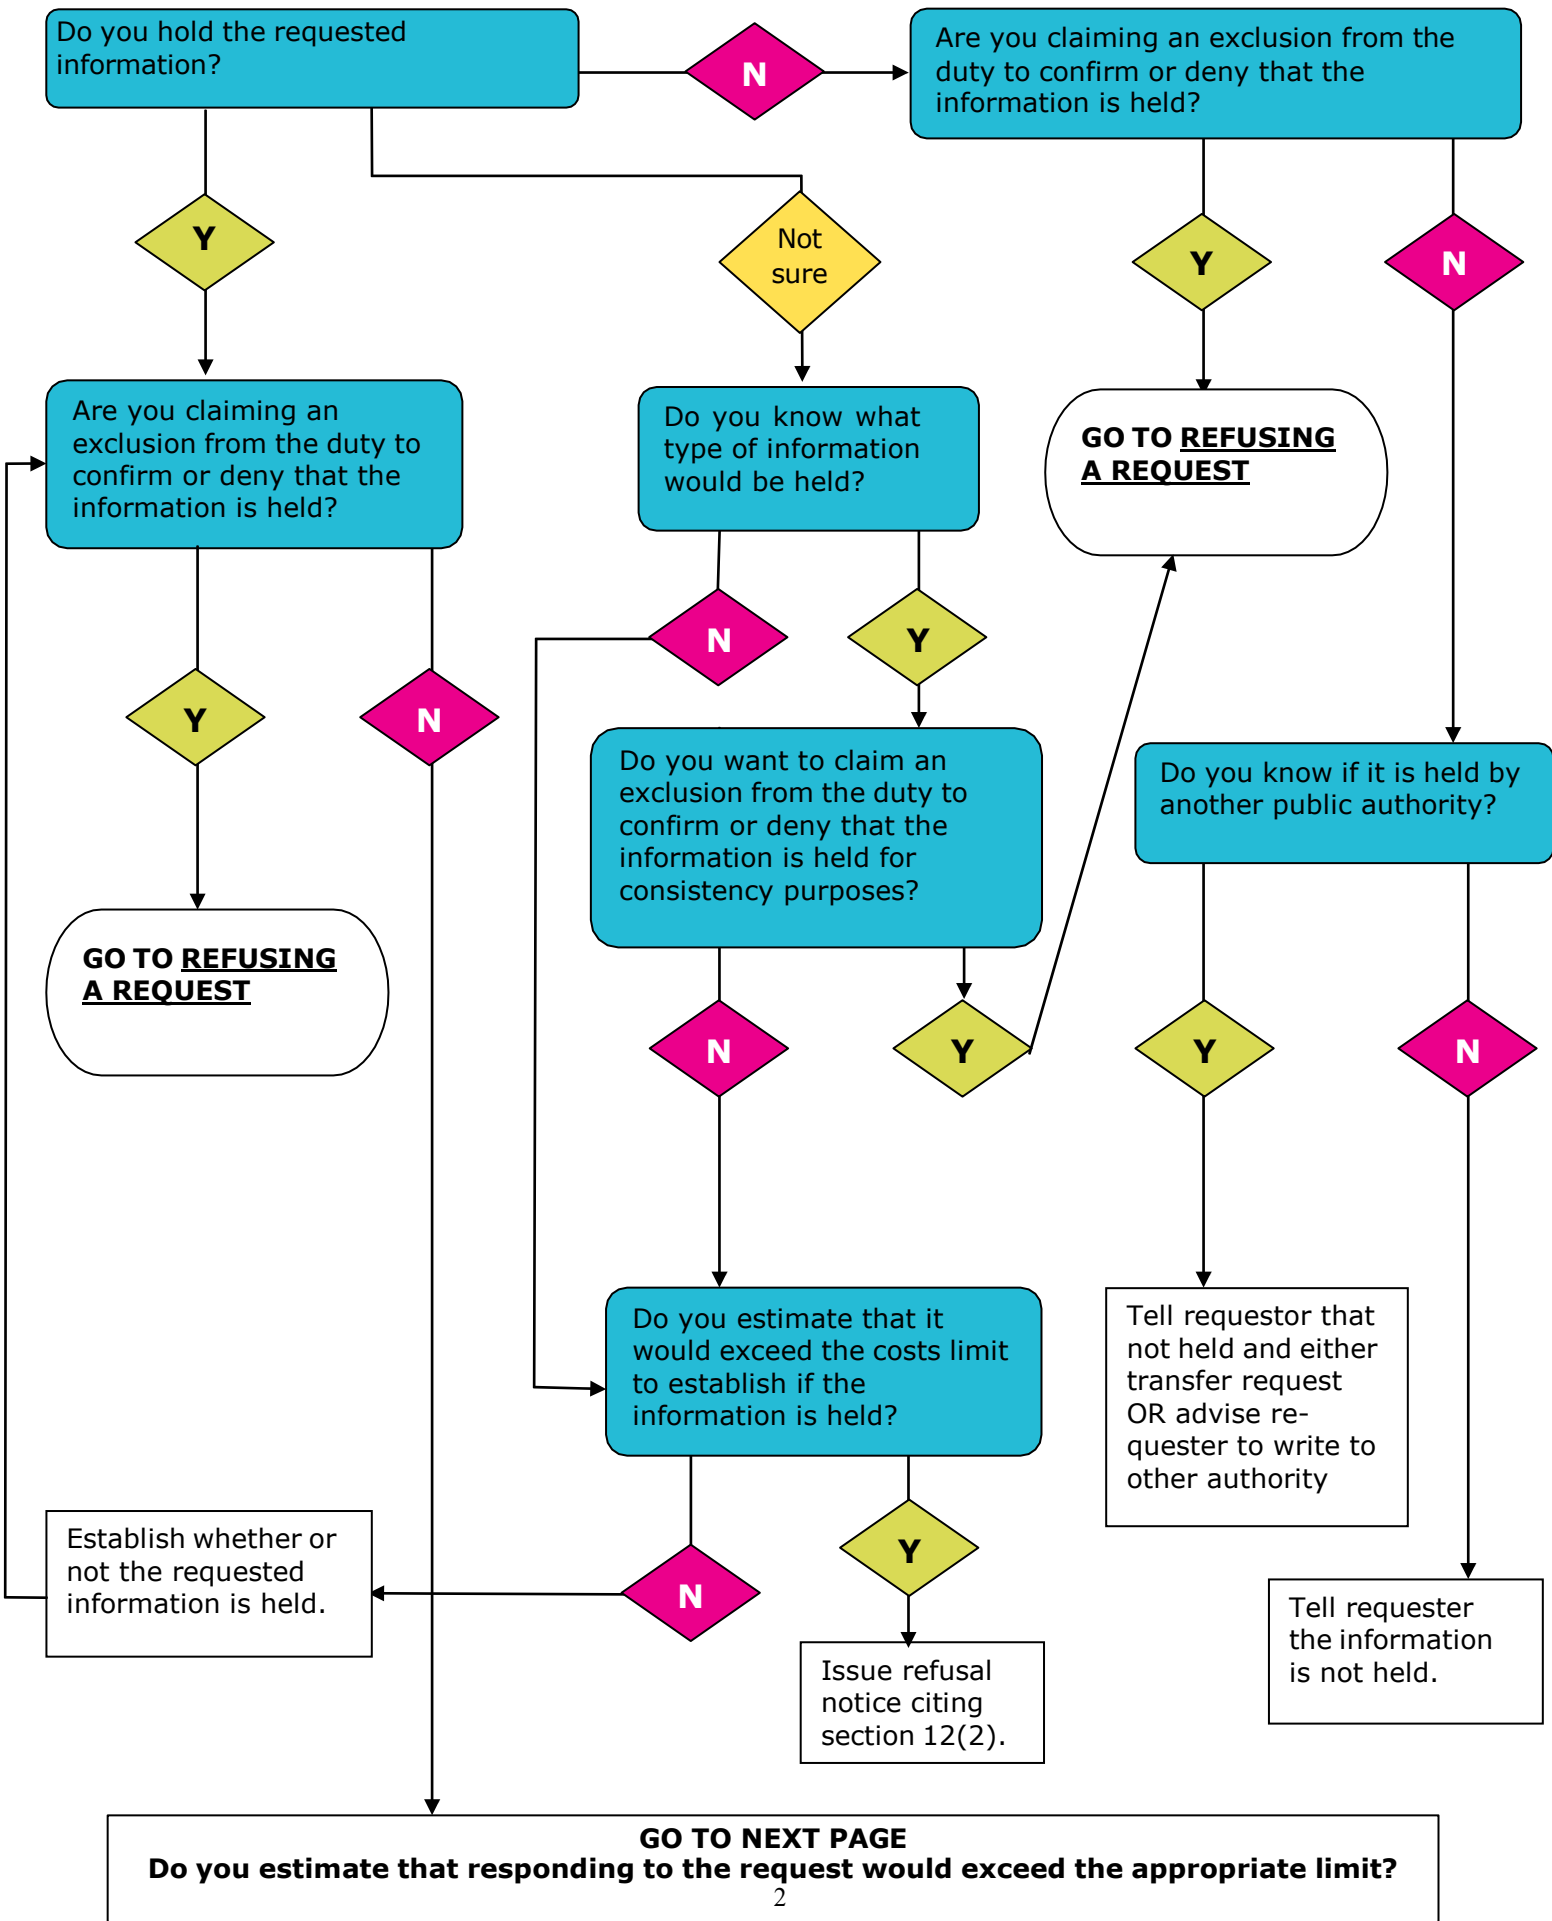 Do you hold the requested
information?
N
Are you claiming an exclusion from the
duty to confirm or deny that the
information is held?
Y
Not
sure
Y
N
Are you claiming an
exclusion from the duty to
confirm or deny that the
information is held?
Do you know what
type of information
would be held?
GO TO REFUSING
A REQUEST
N
Y
Y
N
Do you want to claim an
exclusion from the duty to
confirm or deny that the
information is held for
consistency purposes?
Do you know if it is held by
another public authority?
GO TO REFUSING
A REQUEST
N
Y
Y
N
Do you estimate that it
would exceed the costs limit
to establish if the
information is held?
Tell requestor that
not held and either
transfer request
OR advise re-
quester to write to
other authority
Establish whether or
not the requested
information is held.
N
Y
Issue refusal
notice citing
section 12(2).
Tell requester
the information
is not held.
GO TO NEXT PAGE
Do you estimate that responding to the request would exceed the appropriate limit?
2